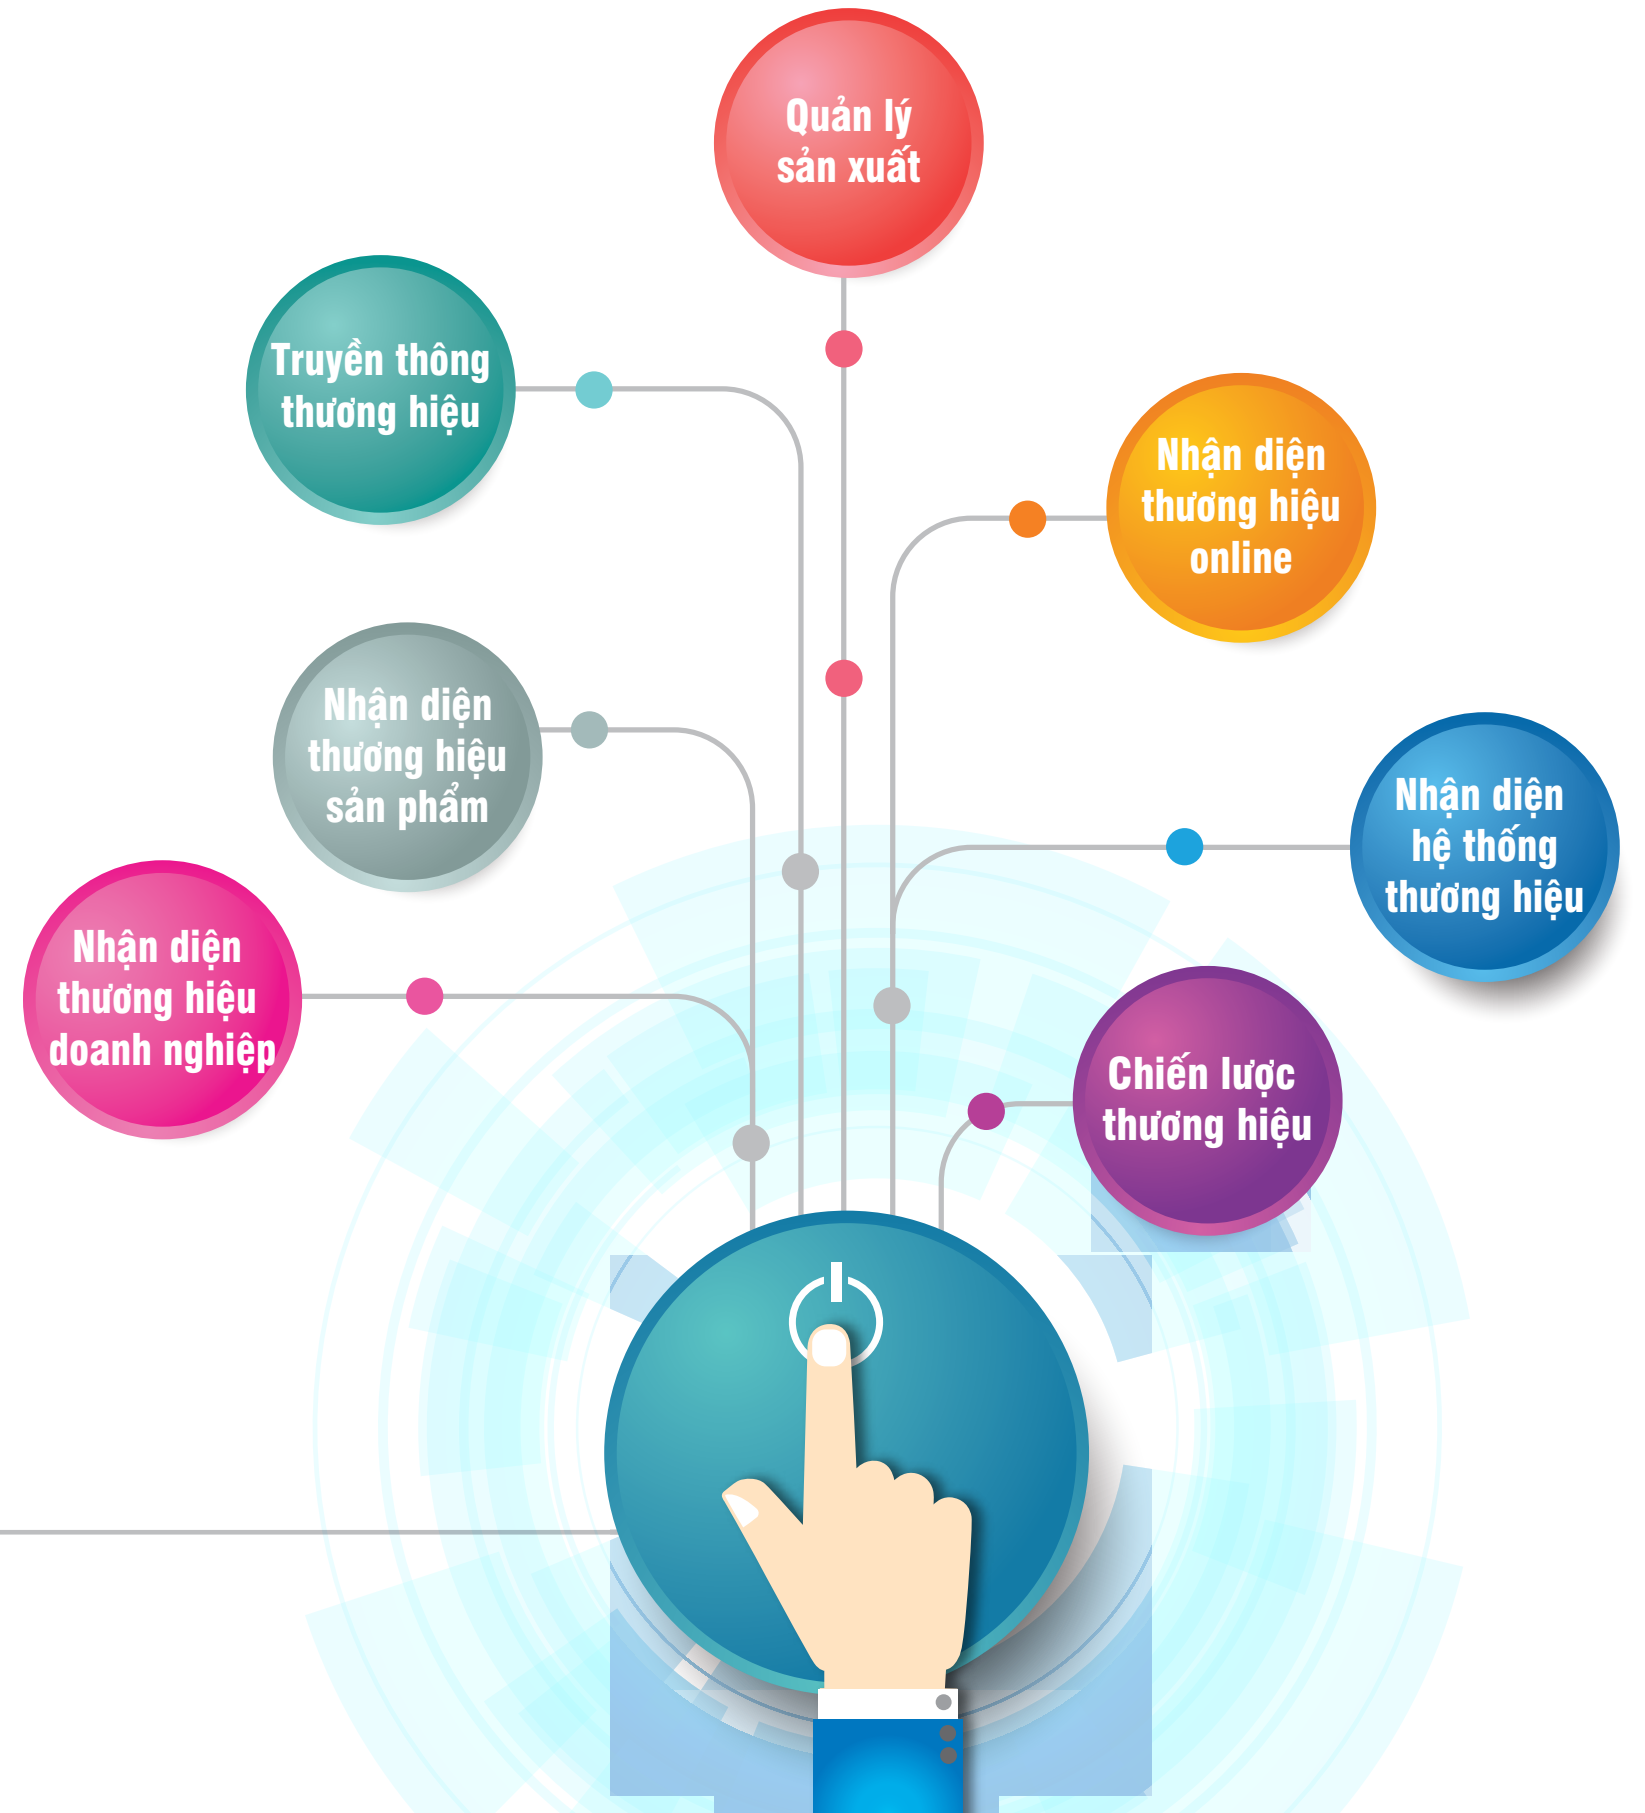 Quản lý
sản xuất
Truyền thông
thương hiệu
Nhận diện
thương hiệu
online
Nhận diện
thương hiệu
sản phẩm
Nhận diện
hệ thống
thương hiệu
Nhận diện
thương hiệu
doanh nghiệp
Chiến lược
thương hiệu